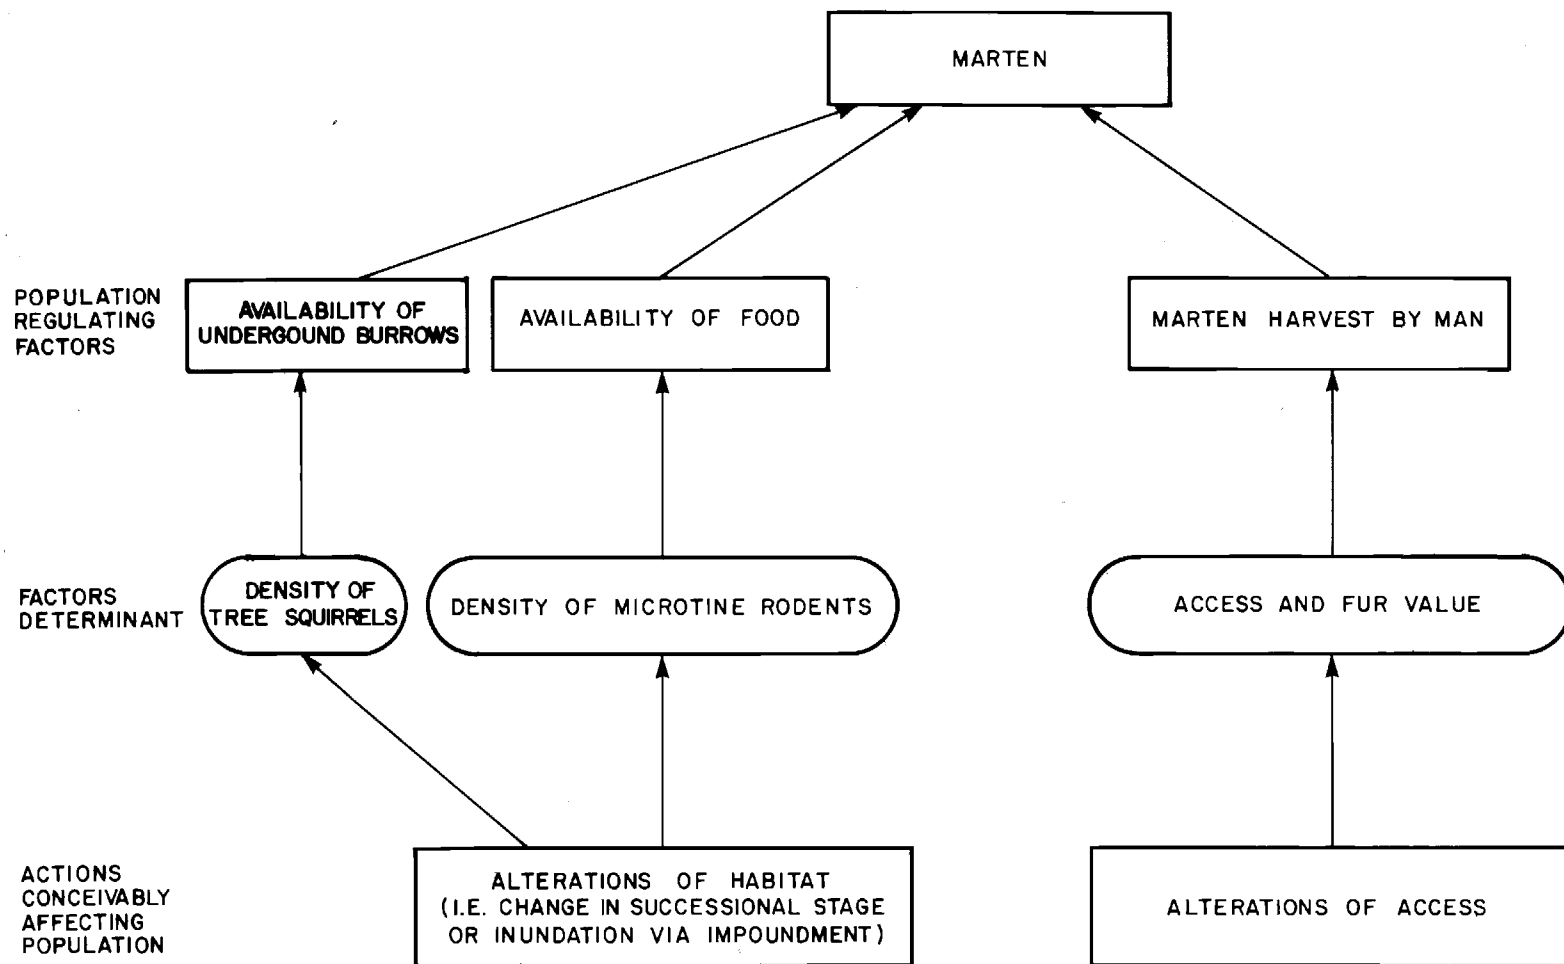 MARTEN
POPULATION
REGULATING
FACTORS
AVAILABILITY OF
UNDERGOUND BURROWS
AVAILABILITY OF FOOD
MARTEN HARVEST BY MAN
FACTORS
DETERMINANT
DENSITY OF
TREE SQUIRRELS
DENSITY OF MICROTINE RODENTS
ACCESS AND FUR VALUE
ACTIONS
CONCEIVABLY
AFFECTING
POPULATION
ALTERATIONS OF HABITAT
(I.E. CHANGE IN SUCCESSIONAL STAGE
OR INUNDATION VIA IMPOUNDMENT)
ALTERATIONS OF ACCESS